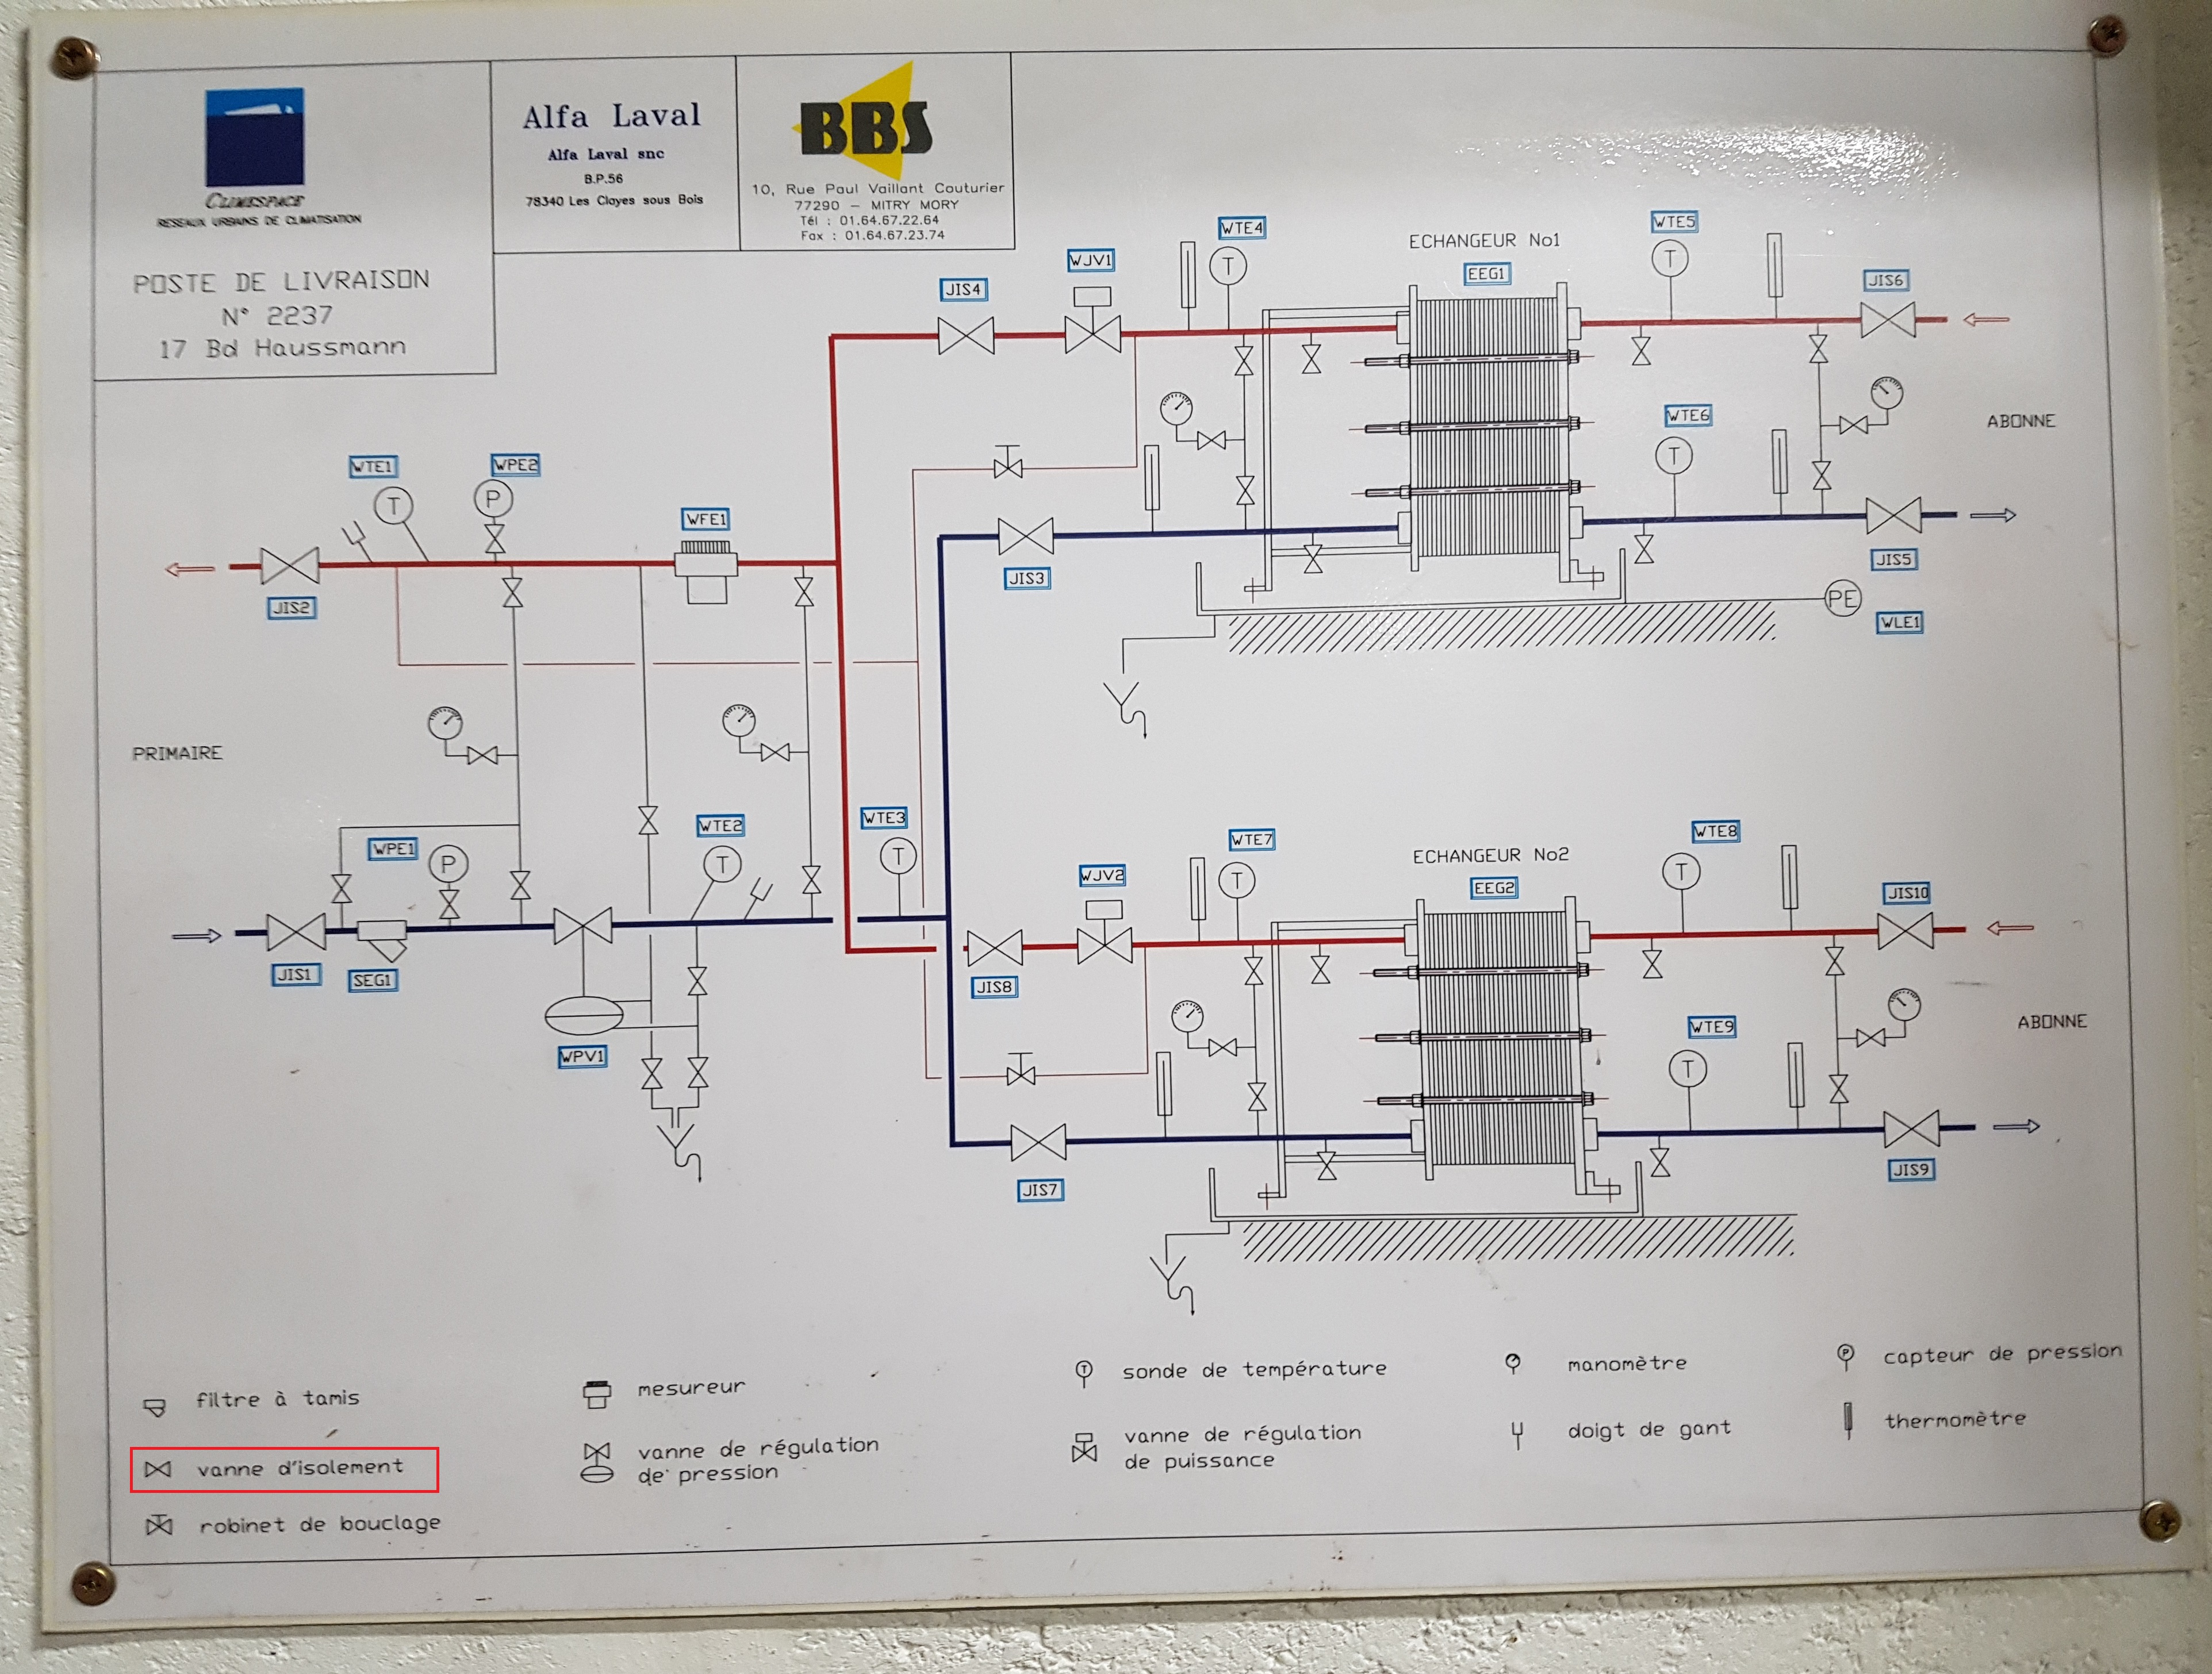 CLIMESPACE
RESEAUX URBAINS DE CLIMATISATION
POSTE DE LIVRAISON
N° 2237
17 Bd Haussmann
Alfa Laval
Alfa Laval snc
B.P.56
78340 Les Clayes sous Bois
BBS
10, Rue Paul Vaillant Couturier
77290 – MITRY MORY
Tél : 01.64.67.22.64
Fax : 01.64.67.23.74
WTE4
WTE5
ECHANGEUR No1
WJV1
EEG1
JIS4
JIS6
T
T
WTE6
ABONNE
T
WTE1
WPE2
T
P
WFE1
JIS3
JIS5
JIS2
PE
WLE1
PRIMAIRE
WTE2
WTE3
WPE1
P
T
T
JIS1
SEG1
WPV1
WTE7
WTE8
ECHANGEUR No2
WJV2
EEG2
JIS10
T
T
JIS8
WTE9
ABONNE
T
JIS7
JIS9
filtre à tamis
vanne d'isolement
robinet de bouclage
mesureur
vanne de régulation
de pression
T
sonde de température
vanne de régulation
de puissance
manomètre
doigt de gant
P
capteur de pression
thermomètre